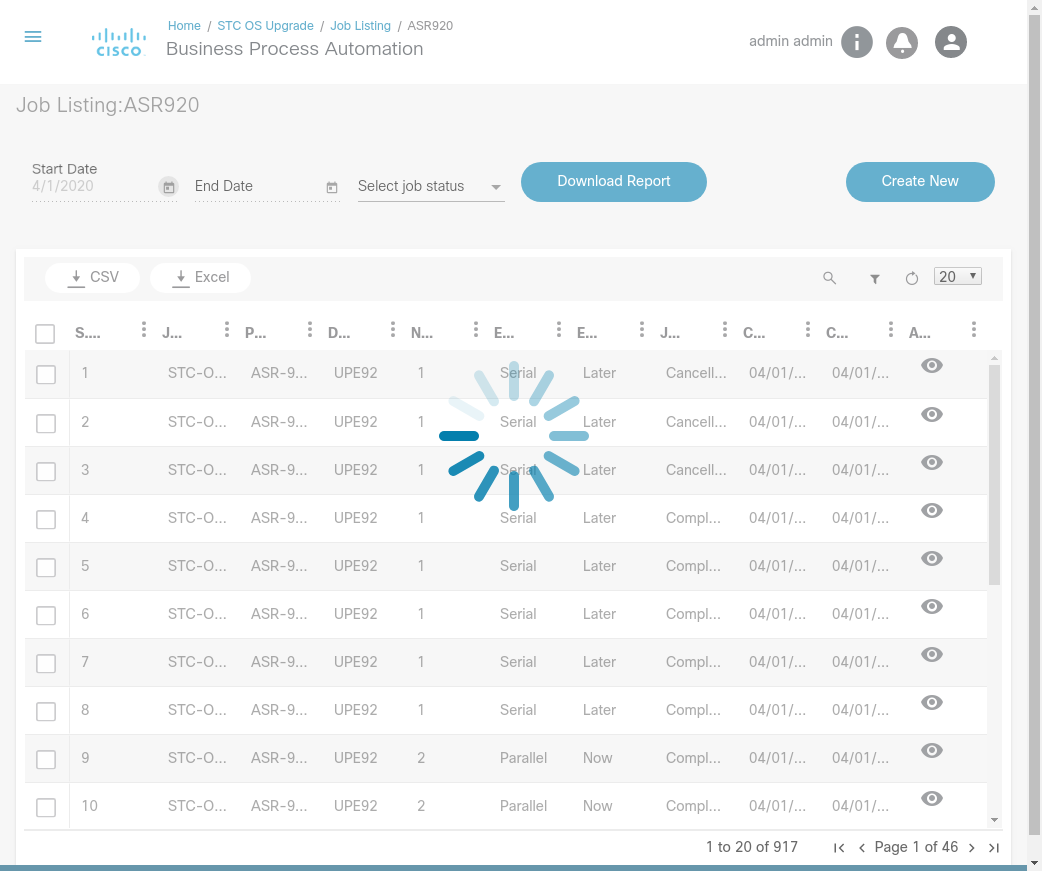 Home / STC OS Upgrade / Job Listing / ASR920
CISCO
Business Process Automation
admin admin
Job Listing:ASR920
Start Date
4/1/2020
End Date
Select job status
Download Report
Create New
CSV
Excel
20
S.... J... P... D... N... E... E... J... C... C... A...
1 STC-O... ASR-9... UPE92 1 Serial Later Cancell... 04/01/... 04/01/...
2 STC-O... ASR-9... UPE92 1 Serial Later Cancell... 04/01/... 04/01/...
3 STC-O... ASR-9... UPE92 1 Serial Later Cancell... 04/01/... 04/01/...
4 STC-O... ASR-9... UPE92 1 Serial Later Compl... 04/01/... 04/01/...
5 STC-O... ASR-9... UPE92 1 Serial Later Compl... 04/01/... 04/01/...
6 STC-O... ASR-9... UPE92 1 Serial Later Compl... 04/01/... 04/01/...
7 STC-O... ASR-9... UPE92 1 Serial Later Compl... 04/01/... 04/01/...
8 STC-O... ASR-9... UPE92 1 Serial Later Compl... 04/01/... 04/01/...
9 STC-O... ASR-9... UPE92 2 Parallel Now Compl... 04/01/... 04/01/...
10 STC-O... ASR-9... UPE92 2 Parallel Now Compl... 04/01/... 04/01/...
1 to 20 of 917 Page 1 of 46